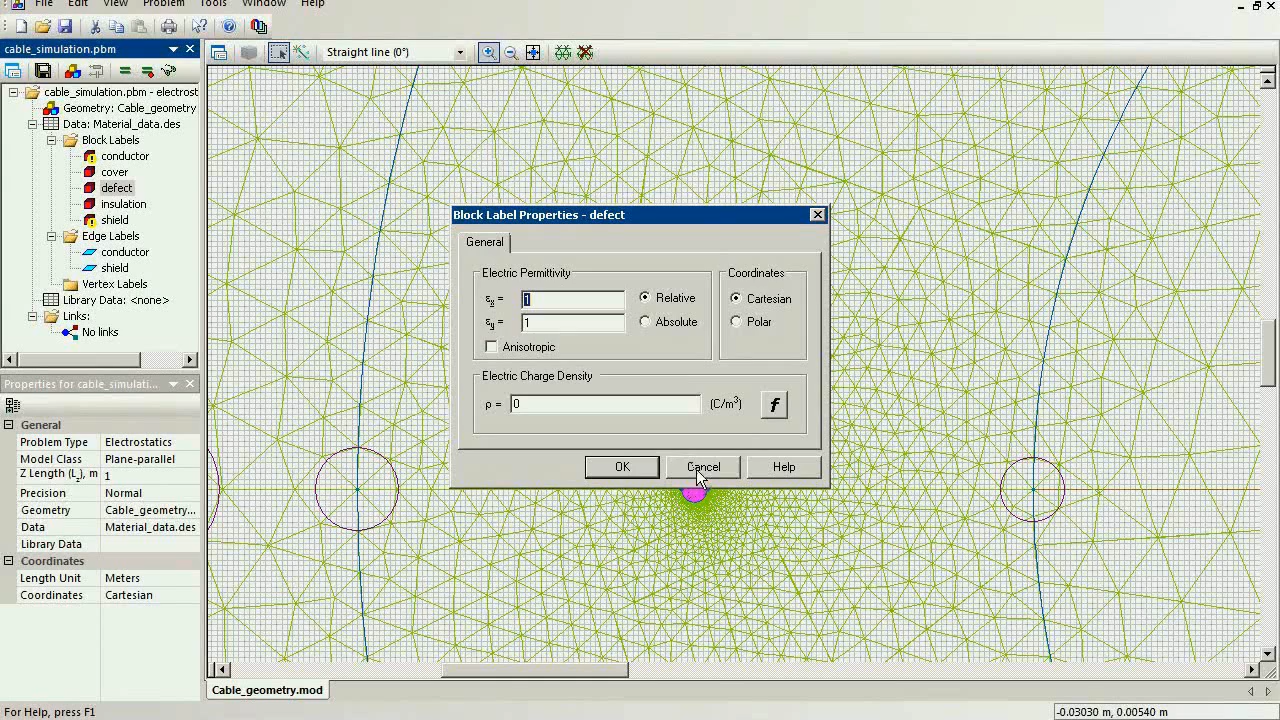 File Edit View Problem Tools Window Help
cable_simulation.pbm
Straight line (0°)
cable_simulation.pbm - electrost
Geometry: Cable_geometry
Data: Material_data.des
Block Labels
conductor
cover
defect
insulation
shield
Edge Labels
conductor
shield
Vertex Labels
Library Data: <none>
Links:
No links
Properties for cable_simulati...
General
Problem Type Electrostatics
Model Class Plane-parallel
Z Length (Lz), m 1
Precision Normal
Geometry Cable_geometry...
Data Material_data.des
Library Data
Coordinates
Length Unit Meters
Coordinates Cartesian
Block Label Properties - defect
General
Electric Permittivity
εx = 1
Relative
εy = 1
Absolute
Anisotropic
Coordinates
Cartesian
Polar
Electric Charge Density
ρ = 0 (C/m³) f
OK Cancel Help
Cable_geometry.mod
For Help, press F1
-0.03030 m, 0.00540 m